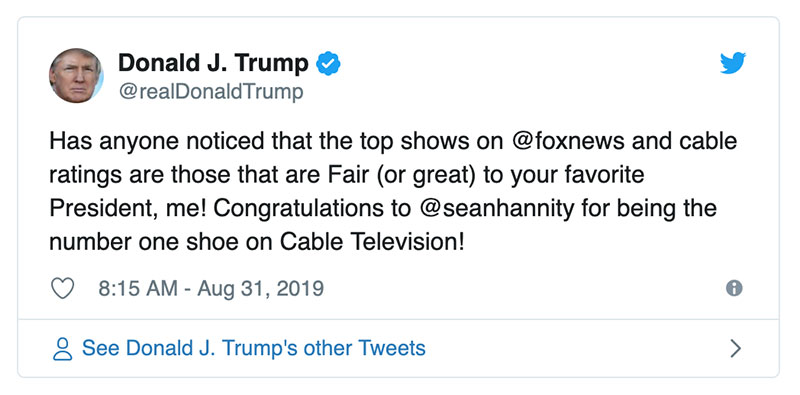 Donald J. Trump
@realDonaldTrump
Has anyone noticed that the top shows on @foxnews and cable
ratings are those that are Fair (or great) to your favorite
President, me! Congratulations to @seanhannity for being the
number one shoe on Cable Television!
8:15 AM - Aug 31, 2019
See Donald J. Trump's other Tweets